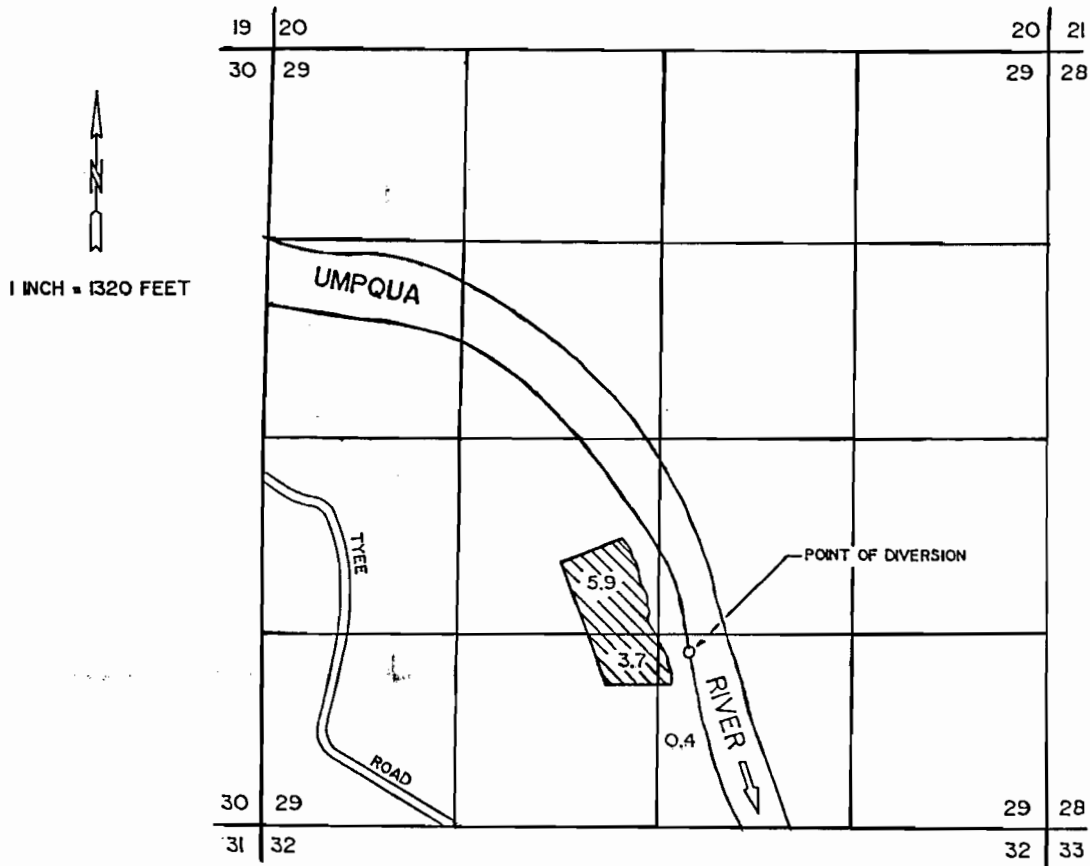 19 20
20 21
30 29
29 28
N
1 INCH = 1320 FEET
UMPQUA
TYEE
POINT OF DIVERSION
5.9
3.7
RIVER
0.4
ROAD
30 29
29 28
31 32
32 33